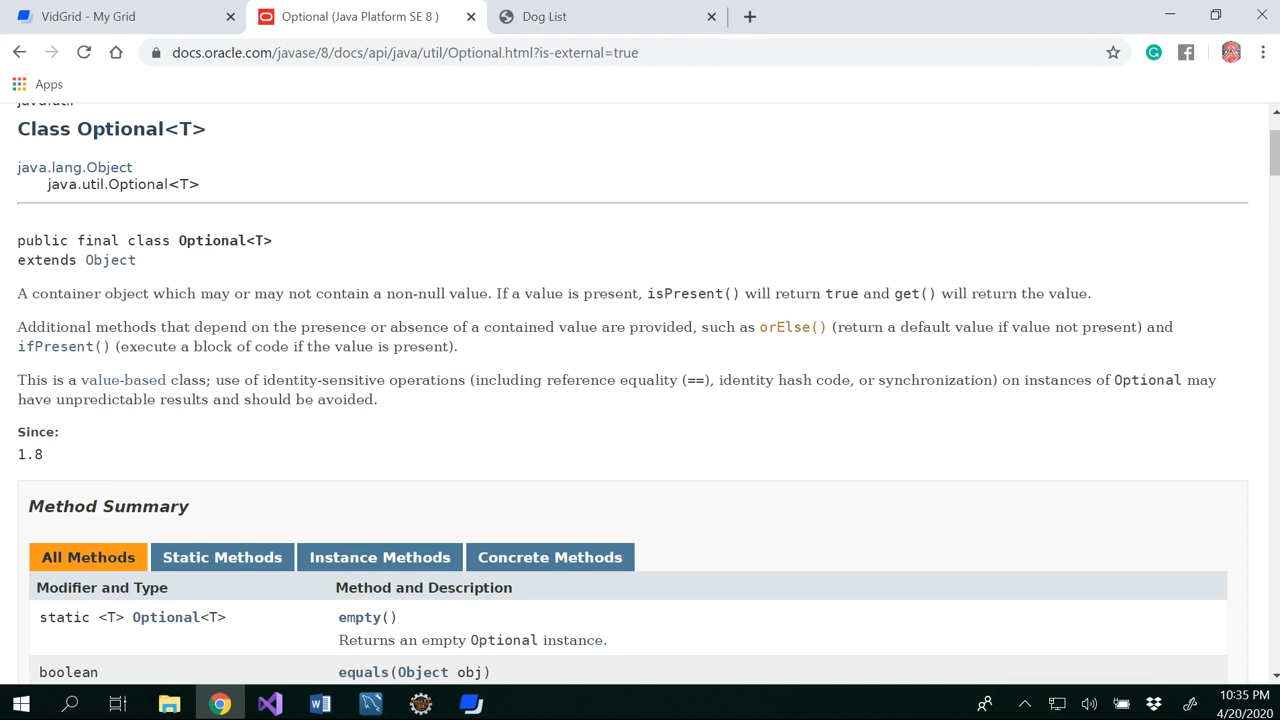 VidGrid - My Grid
Optional (Java Platform SE 8 )
Dog List
docs.oracle.com/javase/8/docs/api/java/util/Optional.html?is-external=true
Apps
java.util
Class Optional<T>
java.lang.Object
java.util.Optional<T>
public final class Optional<T>
extends Object
A container object which may or may not contain a non-null value. If a value is present, isPresent() will return true and get() will return the value.
Additional methods that depend on the presence or absence of a contained value are provided, such as orElse() (return a default value if value not present) and
ifPresent() (execute a block of code if the value is present).
This is a value-based class; use of identity-sensitive operations (including reference equality (==), identity hash code, or synchronization) on instances of Optional may
have unpredictable results and should be avoided.
Since:
1.8
Method Summary
All Methods Static Methods Instance Methods Concrete Methods
Modifier and Type Method and Description
static <T> Optional<T> empty()
Returns an empty Optional instance.
boolean equals(Object obj)
10:35 PM
4/20/2020